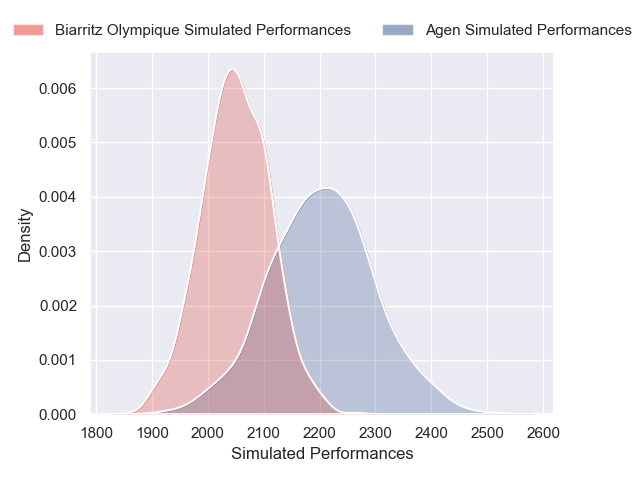 Biarritz Olympique Simulated Performances Agen Simulated Performances
0.006
0.005
0.004
0.003
0.002
0.001
0.000
Density
1800 1900 2000 2100 2200 2300 2400 2500 2600
Simulated Performances